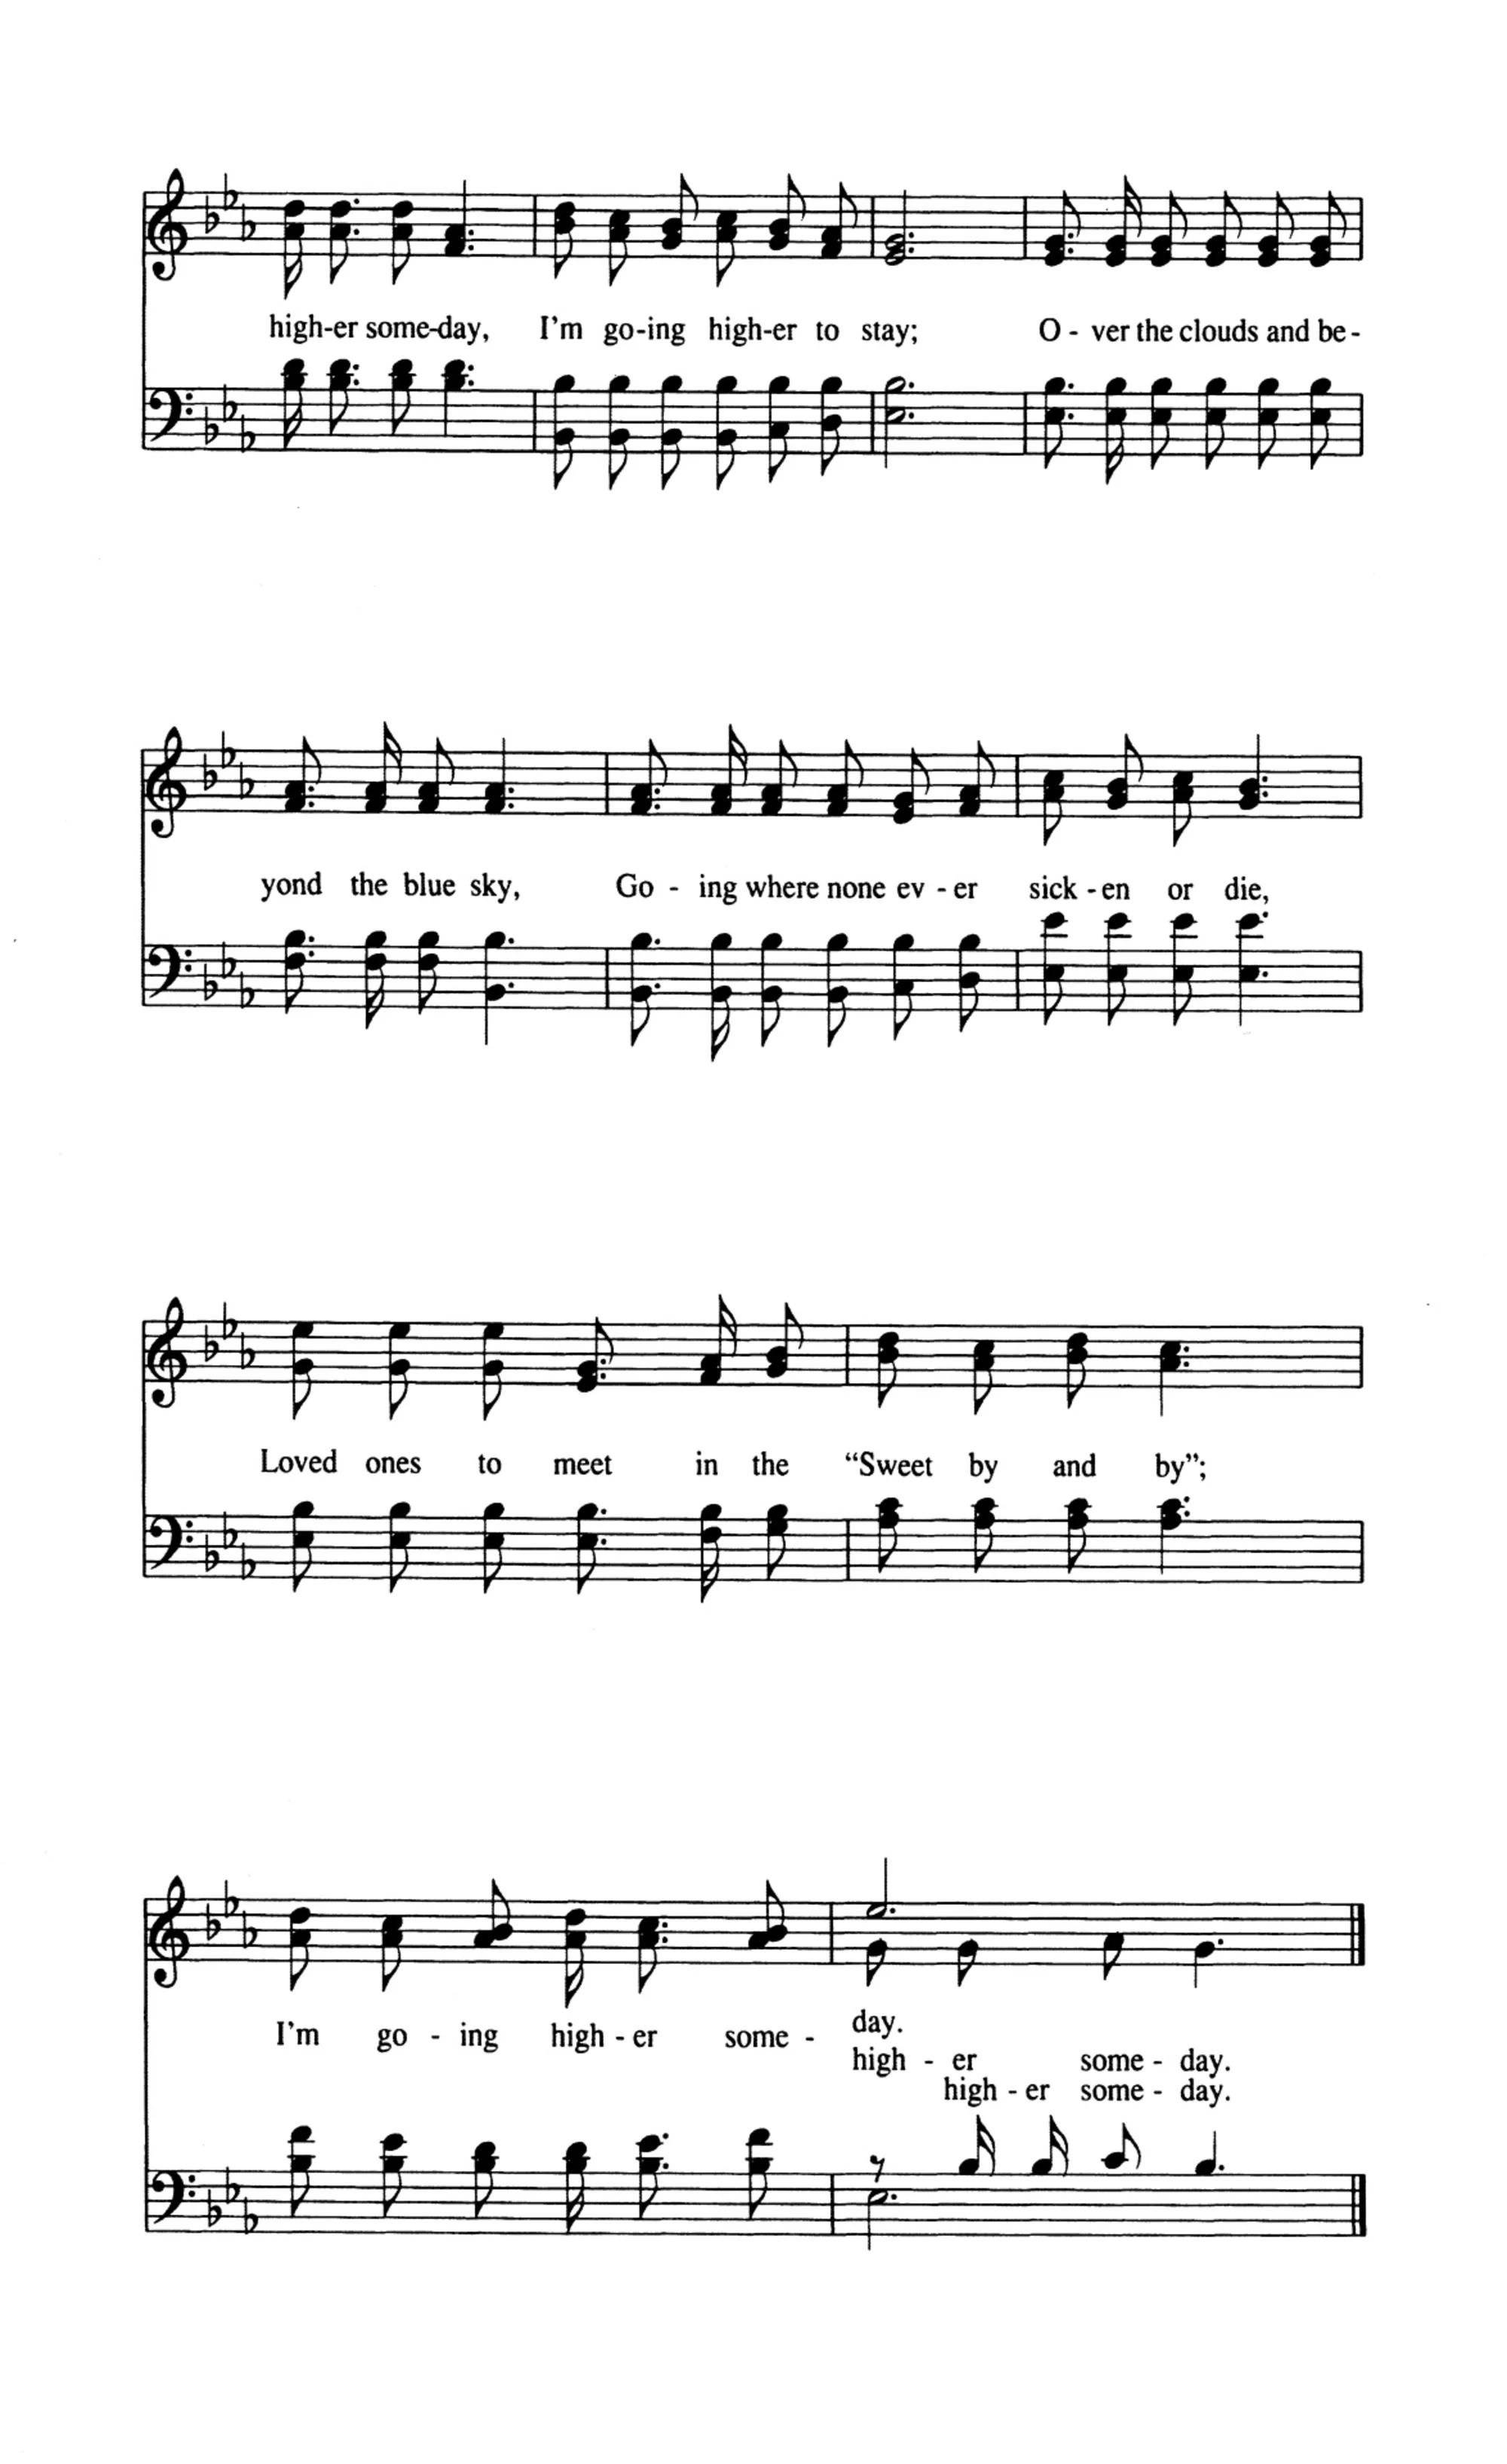 high-er some-day, I'm go-ing high-er to stay; O - ver the clouds and be -
yond the blue sky, Go - ing where none ev - er sick - en or die,
Loved ones to meet in the “Sweet by and by”;
I'm go - ing high - er some - day.
high - er some - day.
high - er some - day.